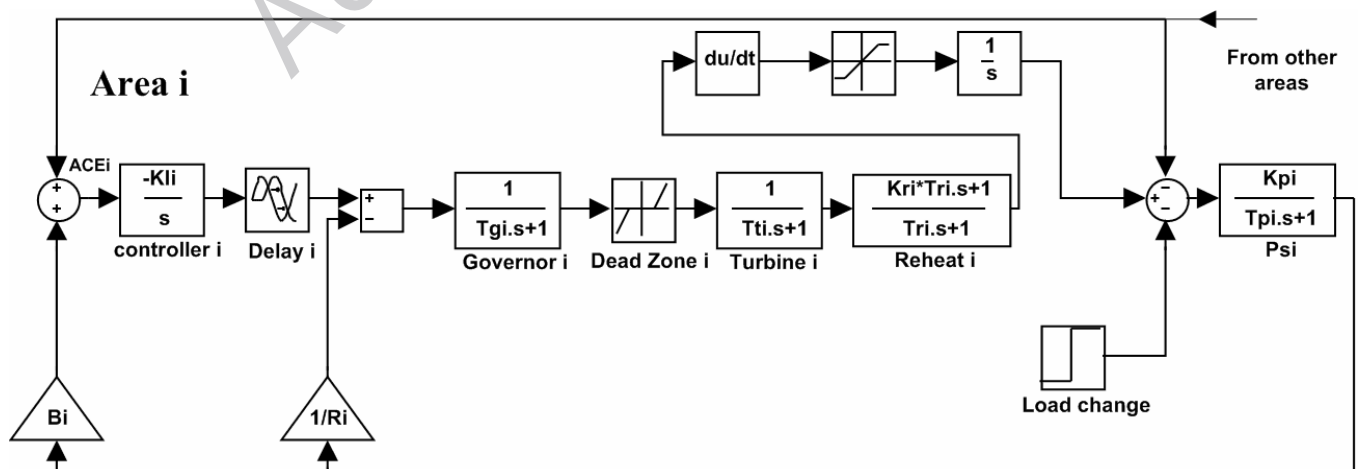 Area i
du/dt
1
s
From other
areas
ACEi
+
+
-KIi
s
controller i
Delay i
+
−
1
Tgi.s+1
Governor i
Dead Zone i
1
Tti.s+1
Turbine i
Kri*Tri.s+1
Tri.s+1
Reheat i
−
+
−
Kpi
Tpi.s+1
Psi
Load change
Bi
1/Ri